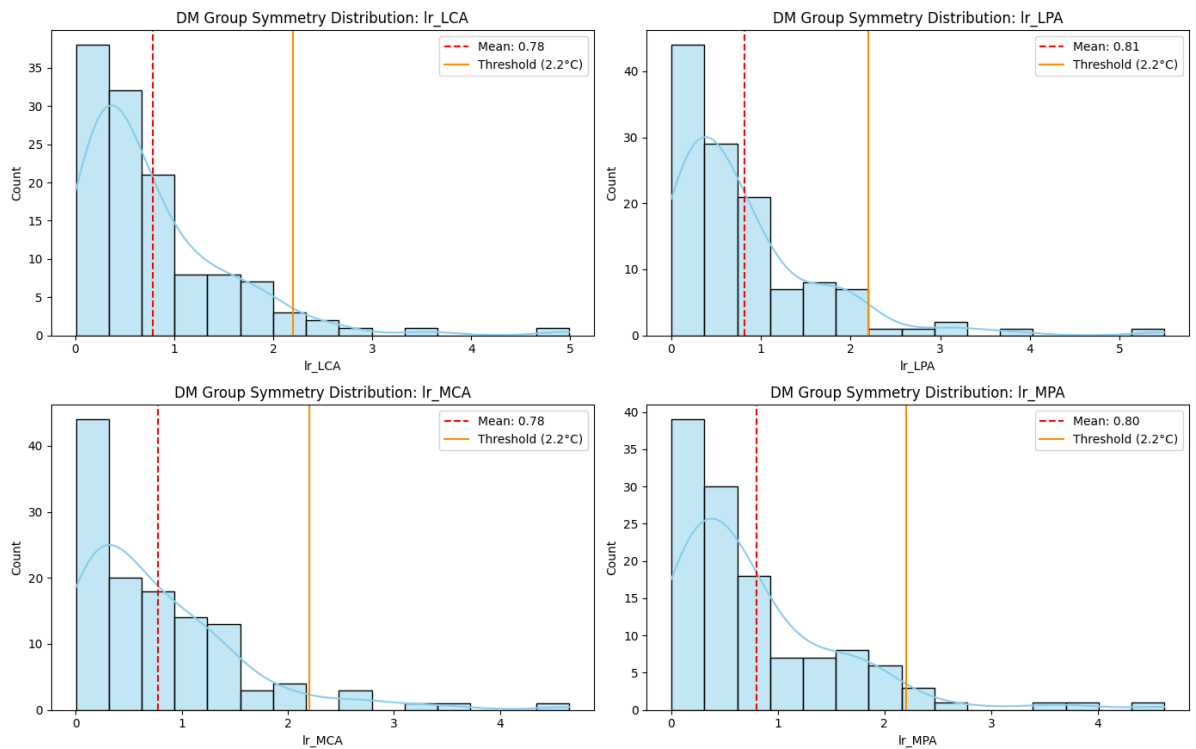 DM Group Symmetry Distribution: lr_LCA
Mean: 0.78
Threshold (2.2°C)
Count
35
30
25
20
15
10
5
0
0 1 2 3 4 5
lr_LCA
DM Group Symmetry Distribution: lr_LPA
Mean: 0.81
Threshold (2.2°C)
Count
40
30
20
10
0
0 1 2 3 4 5
lr_LPA
DM Group Symmetry Distribution: lr_MCA
Mean: 0.78
Threshold (2.2°C)
Count
40
30
20
10
0
0 1 2 3 4
lr_MCA
DM Group Symmetry Distribution: lr_MPA
Mean: 0.80
Threshold (2.2°C)
Count
40
35
30
25
20
15
10
5
0
0 1 2 3 4
lr_MPA